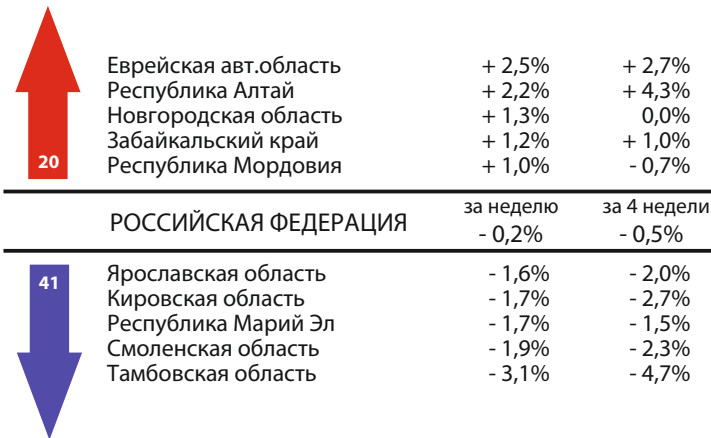 Еврейская авт.область + 2,5% + 2,7%
Республика Алтай + 2,2% + 4,3%
Новгородская область + 1,3% 0,0%
Забайкальский край + 1,2% + 1,0%
20 Республика Мордовия + 1,0% - 0,7%
за неделю за 4 недели
РОССИЙСКАЯ ФЕДЕРАЦИЯ - 0,2% - 0,5%
41 Ярославская область - 1,6% - 2,0%
Кировская область - 1,7% - 2,7%
Республика Марий Эл - 1,7% - 1,5%
Смоленская область - 1,9% - 2,3%
Тамбовская область - 3,1% - 4,7%